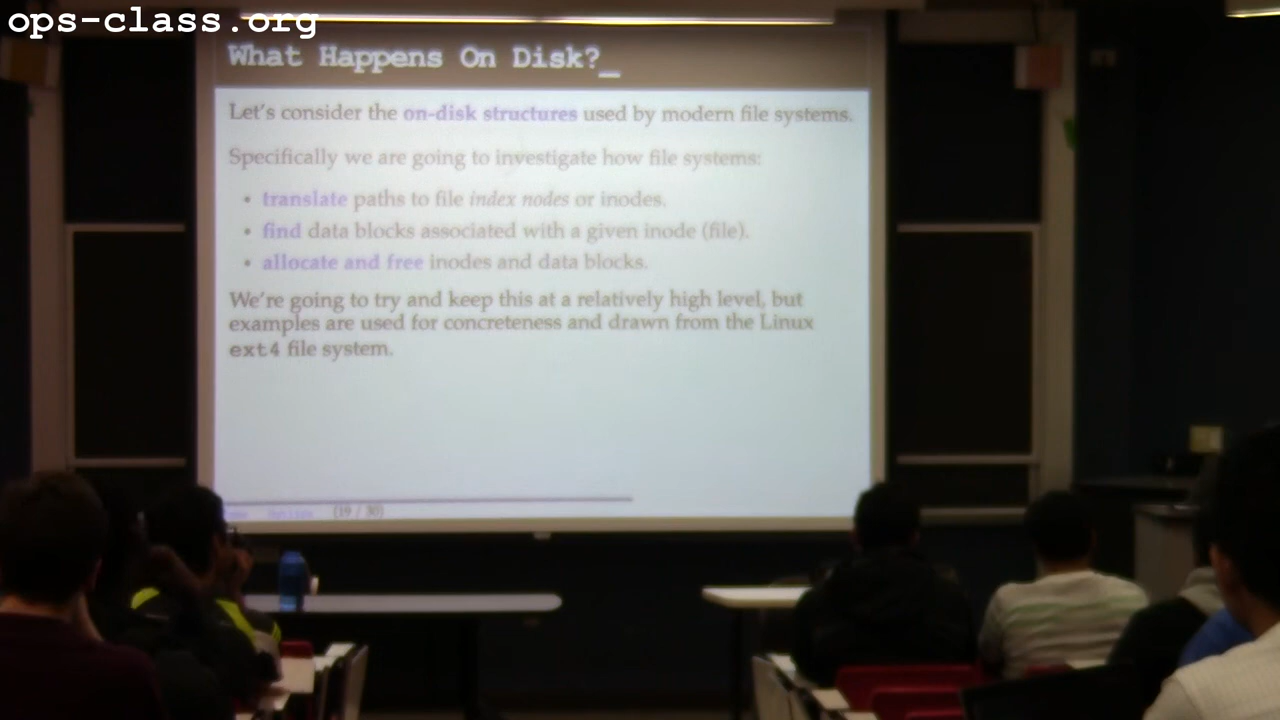 ops-class.org
What Happens On Disk?_
Let's consider the on-disk structures used by modern file systems.
Specifically we are going to investigate how file systems:
• translate paths to file index nodes or inodes.
• find data blocks associated with a given inode (file).
• allocate and free inodes and data blocks.
We're going to try and keep this at a relatively high level, but
examples are used for concreteness and drawn from the Linux
ext4 file system.
(19 / 30)